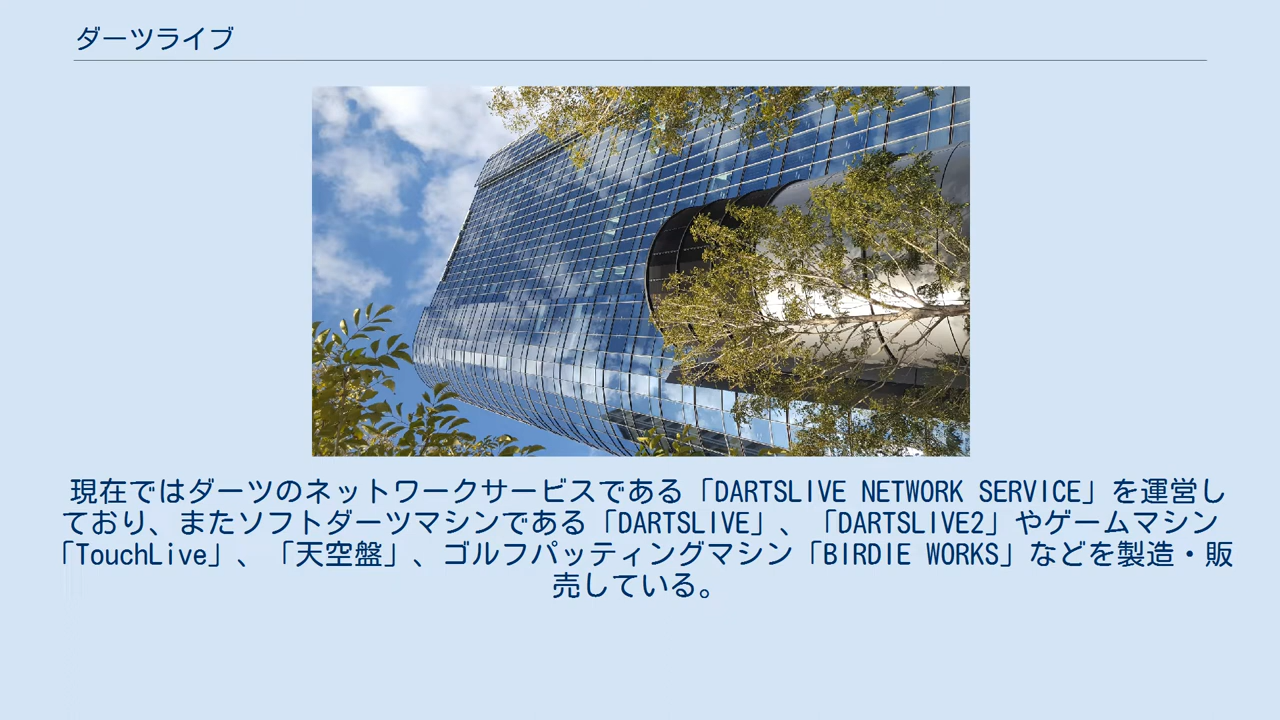 ダーツライブ
現在ではダーツのネットワークサービスである「DARTSLIVE NETWORK SERVICE」を運営し
ており、またソフトダーツマシンである「DARTSLIVE」、「DARTSLIVE2」やゲームマシン
「TouchLive」、「天空盤」、ゴルフパッティングマシン「BIRDIE WORKS」などを製造・販
売している。